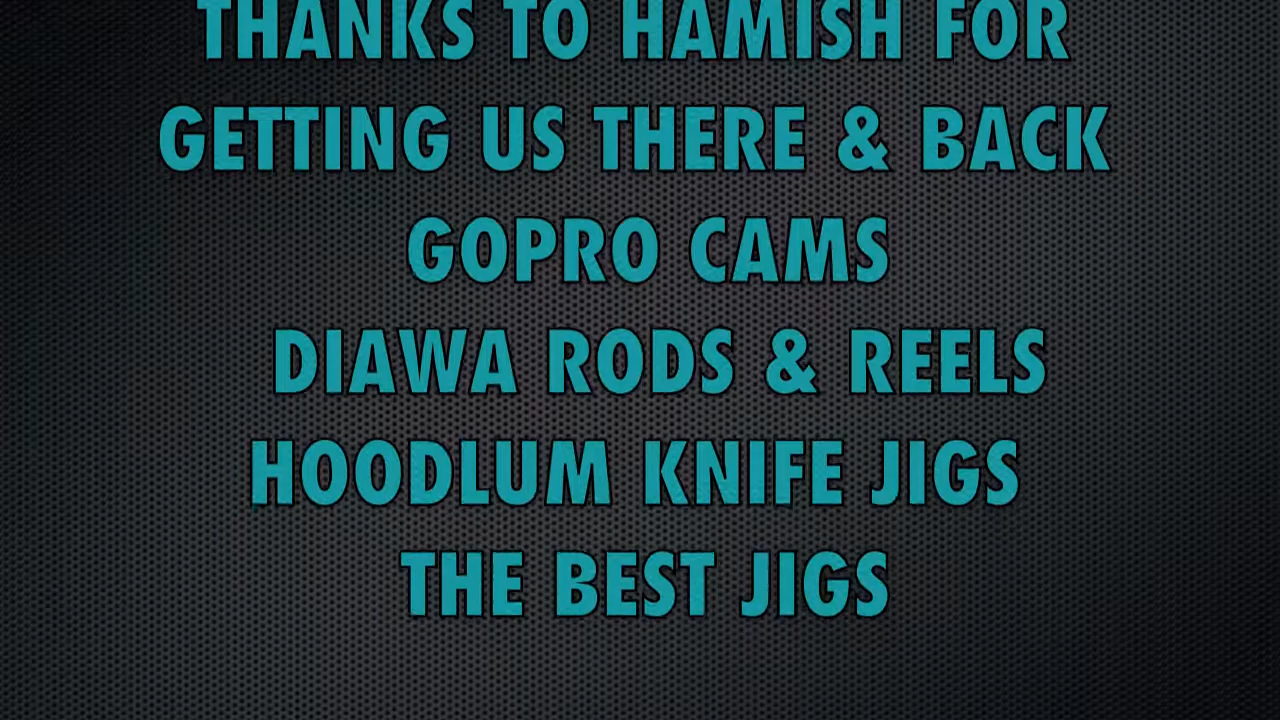 THANKS TO HAMISH FOR
GETTING US THERE & BACK
GOPRO CAMS
DIAWA RODS & REELS
HOODLUM KNIFE JIGS
THE BEST JIGS